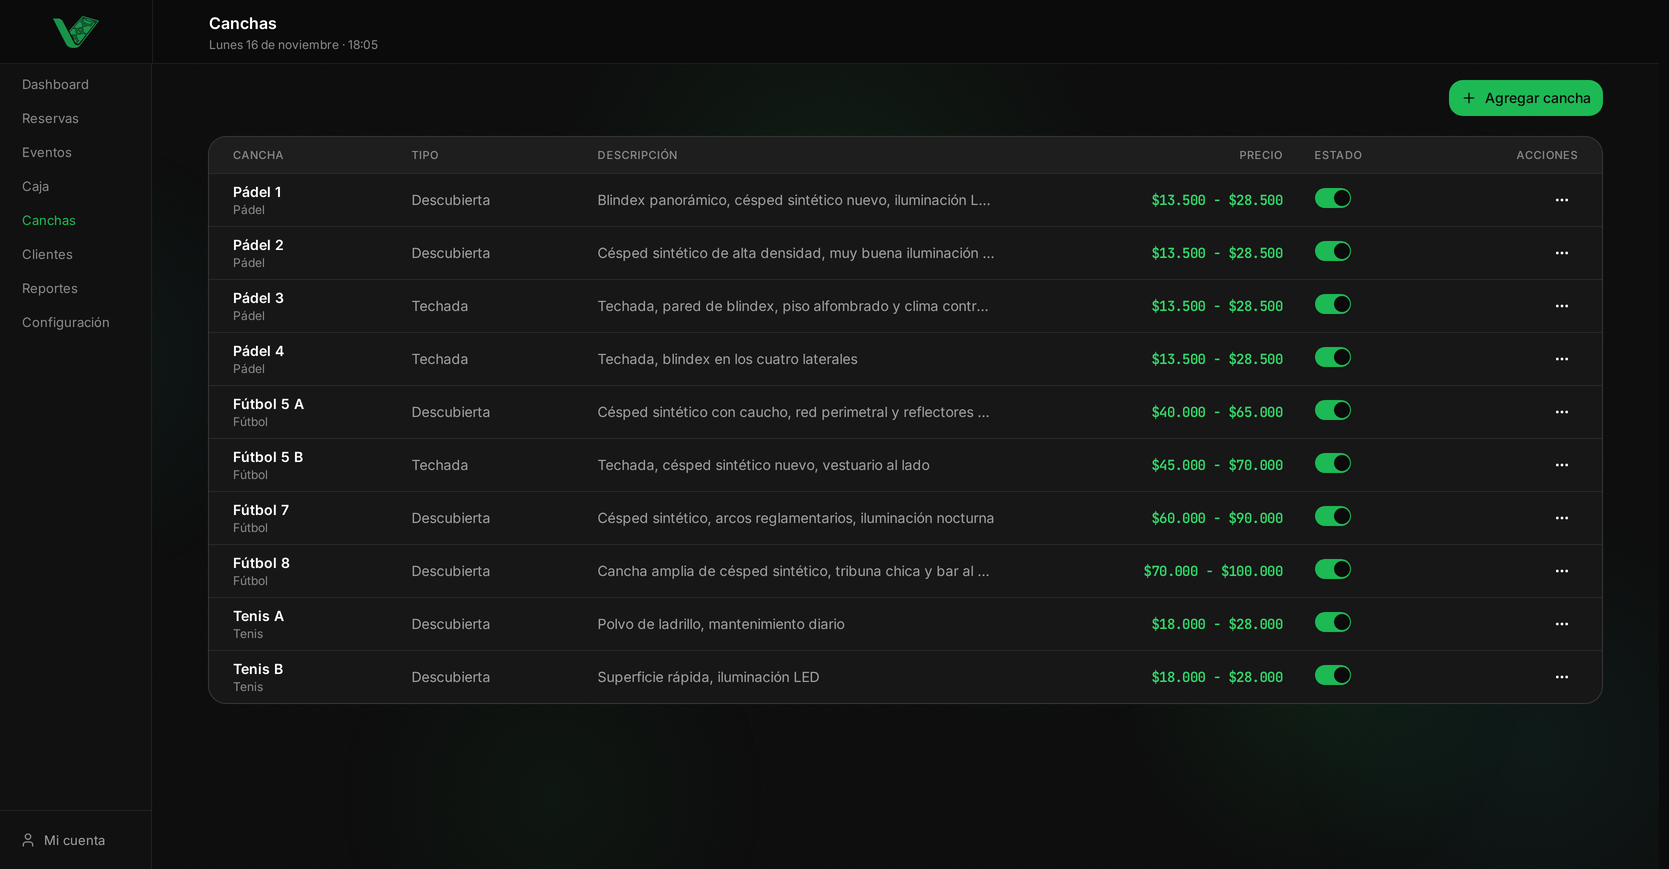 Canchas
Lunes 16 de noviembre · 18:05
Dashboard
Reservas
Eventos
Caja
Canchas
Clientes
Reportes
Configuración
Mi cuenta
+ Agregar cancha
CANCHA TIPO DESCRIPCIÓN PRECIO ESTADO ACCIONES
Pádel 1
Pádel
Descubierta
Blindex panorámico, césped sintético nuevo, iluminación L...
$13.500 - $28.500
Pádel 2
Pádel
Descubierta
Césped sintético de alta densidad, muy buena iluminación ...
$13.500 - $28.500
Pádel 3
Pádel
Techada
Techada, pared de blindex, piso alfombrado y clima contr...
$13.500 - $28.500
Pádel 4
Pádel
Techada
Techada, blindex en los cuatro laterales
$13.500 - $28.500
Fútbol 5 A
Fútbol
Descubierta
Césped sintético con caucho, red perimetral y reflectores ...
$40.000 - $65.000
Fútbol 5 B
Fútbol
Techada
Techada, césped sintético nuevo, vestuario al lado
$45.000 - $70.000
Fútbol 7
Fútbol
Descubierta
Césped sintético, arcos reglamentarios, iluminación nocturna
$60.000 - $90.000
Fútbol 8
Fútbol
Descubierta
Cancha amplia de césped sintético, tribuna chica y bar al ...
$70.000 - $100.000
Tenis A
Tenis
Descubierta
Polvo de ladrillo, mantenimiento diario
$18.000 - $28.000
Tenis B
Tenis
Descubierta
Superficie rápida, iluminación LED
$18.000 - $28.000